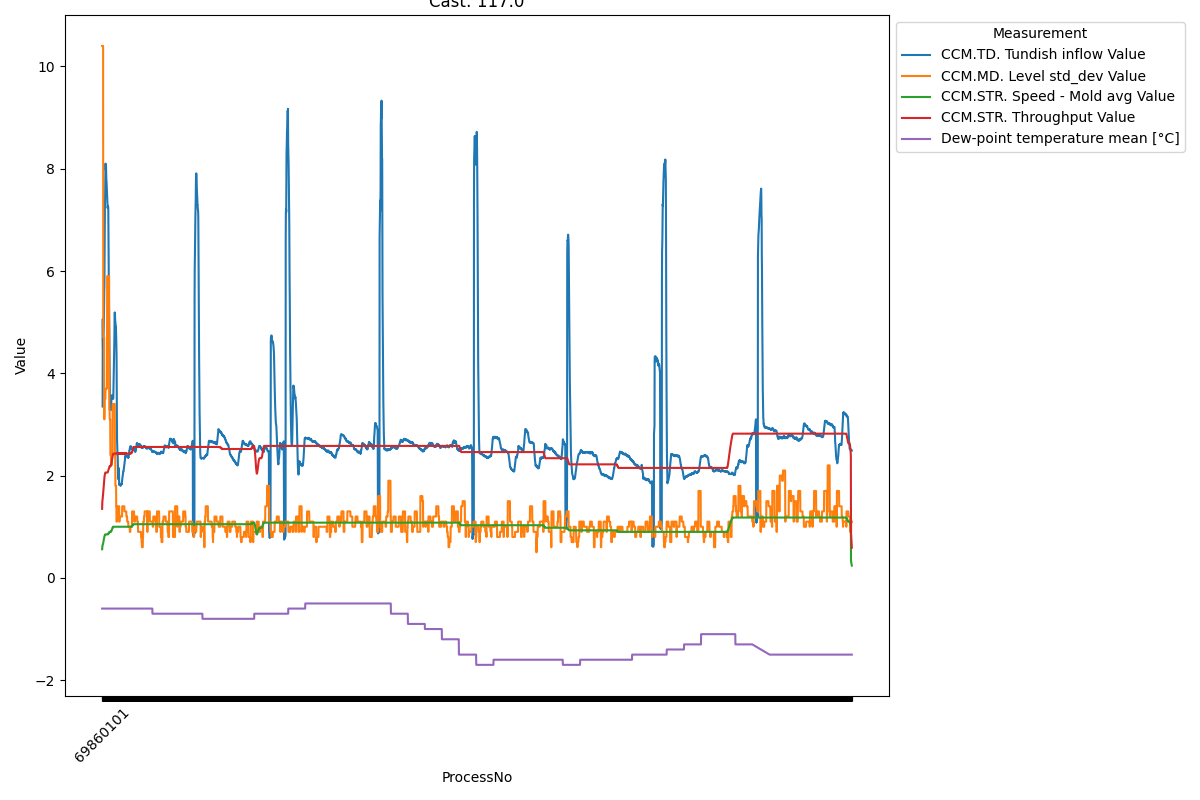 Cast: 117.0
Measurement
CCM.TD. Tundish inflow Value
CCM.MD. Level std_dev Value
CCM.STR. Speed - Mold avg Value
CCM.STR. Throughput Value
Dew-point temperature mean [°C]
10
8
6
4
2
0
−2
Value
69860101
ProcessNo